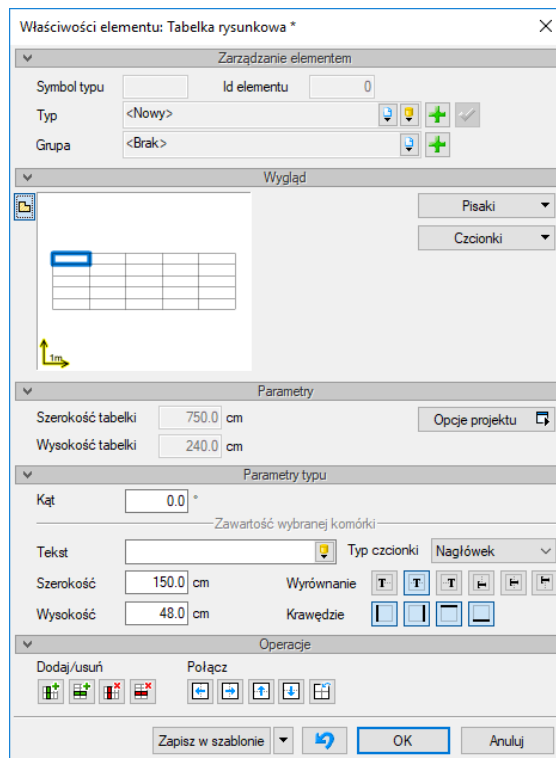 Właściwości elementu: Tabelka rysunkowa *
Zarządzanie elementem
Symbol typu Id elementu 0
Typ <Nowy>
Grupa <Brak>
Wygląd
Pisaki
Czcionki
1m
Parametry
Szerokość tabelki 750.0 cm Opcje projektu
Wysokość tabelki 240.0 cm
Parametry typu
Kąt 0.0 °
Zawartość wybranej komórki
Tekst Typ czcionki Nagłówek
Szerokość 150.0 cm Wyrównanie T T T T T T
Wysokość 48.0 cm Krawędzie
Operacje
Dodaj/usuń Połącz
Zapisz w szablonie OK Anuluj